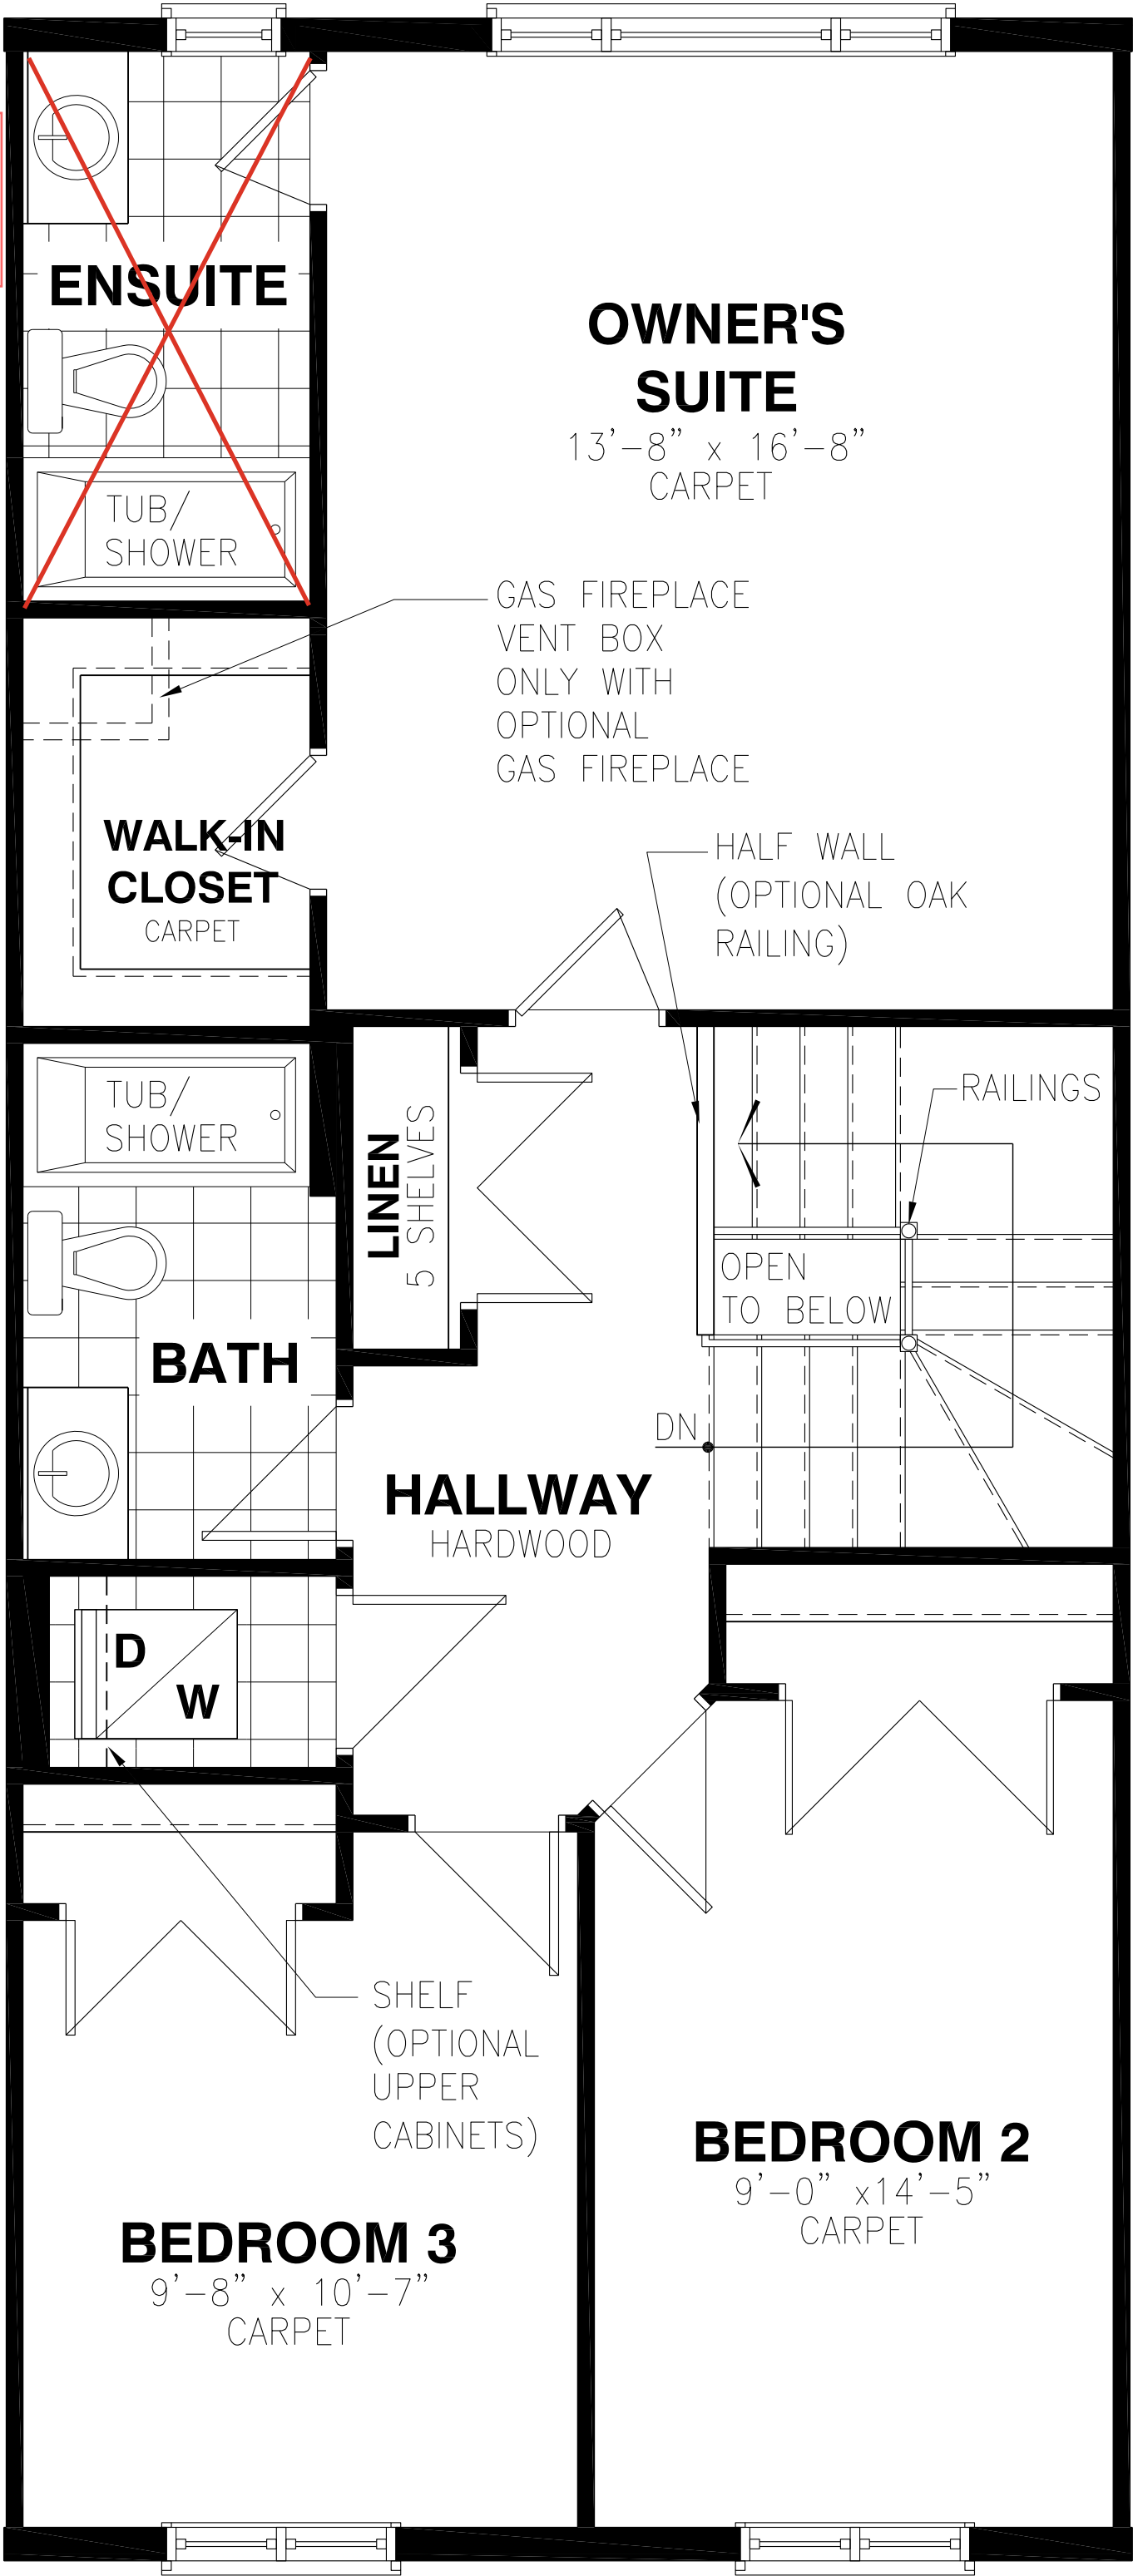 ENSUITE
TUB/
SHOWER
OWNER'S
SUITE
13'-8" x 16'-8"
CARPET
GAS FIREPLACE
VENT BOX
ONLY WITH
OPTIONAL
GAS FIREPLACE
WALK-IN
CLOSET
CARPET
HALF WALL
(OPTIONAL OAK
RAILING)
TUB/
SHOWER
LINEN
5 SHELVES
RAILINGS
OPEN
TO BELOW
BATH
DN
HALLWAY
HARDWOOD
D
W
SHELF
(OPTIONAL
UPPER
CABINETS)
BEDROOM 2
9'-0" x14'-5"
CARPET
BEDROOM 3
9'-8" x 10'-7"
CARPET